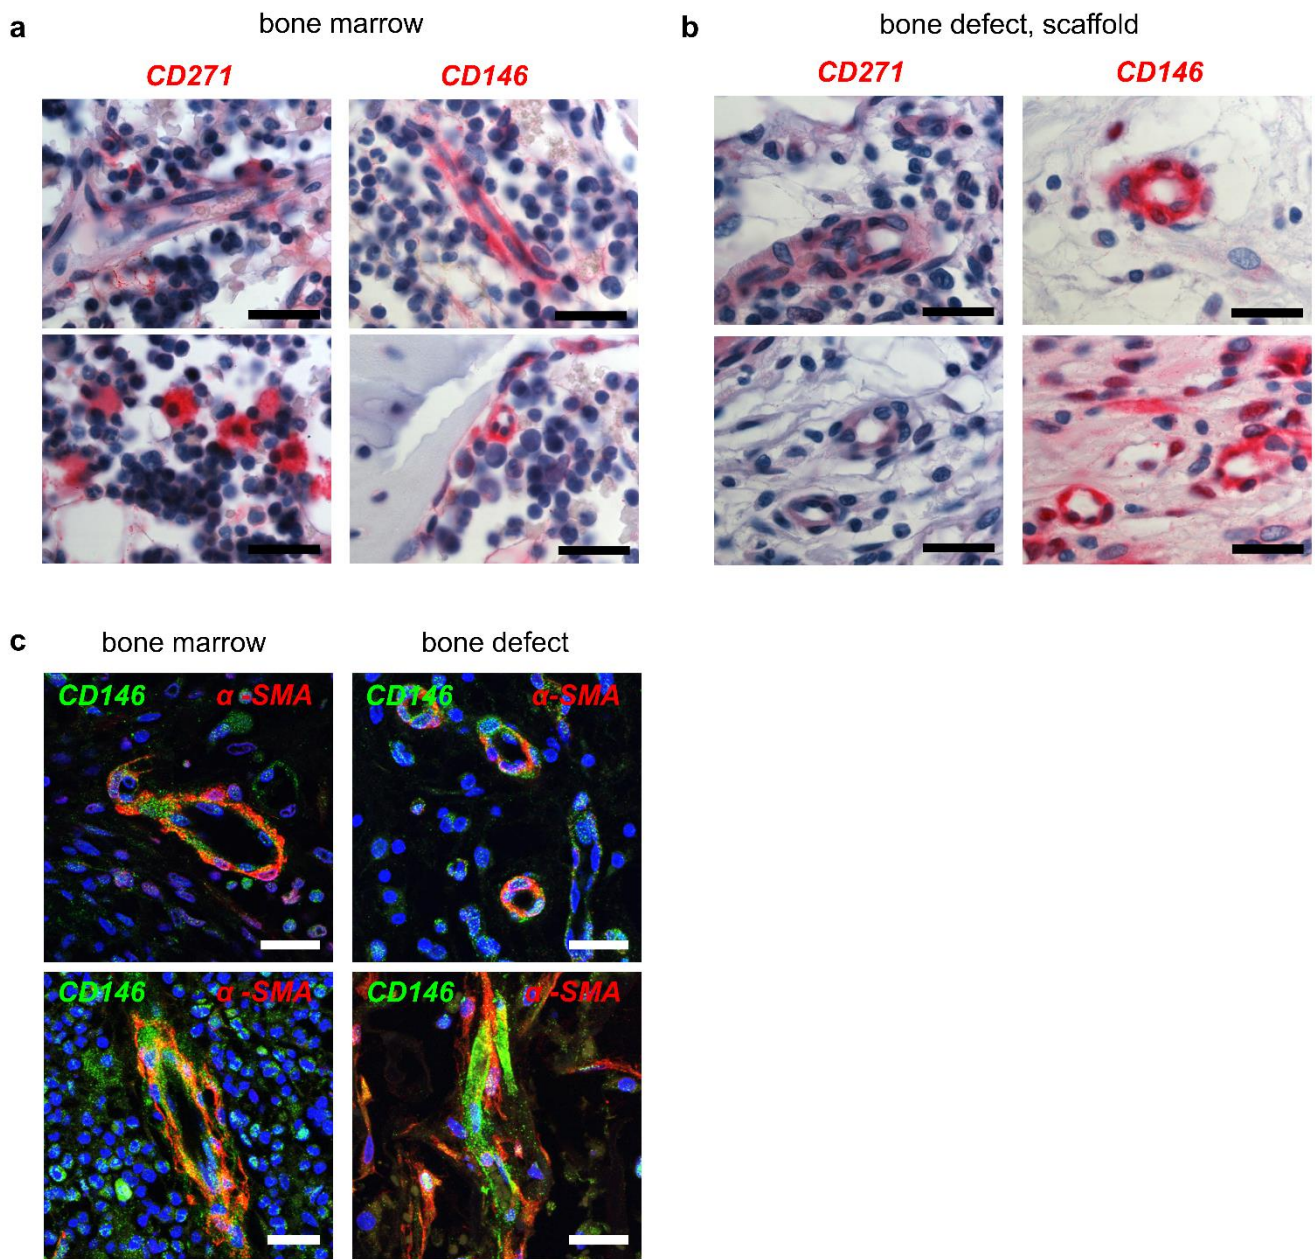 a
bone marrow
CD271 CD146
b
bone defect, scaffold
CD271 CD146
c
bone marrow bone defect
CD146 α -SMA CD146 α-SMA
CD146 α -SMA CD146 α -SMA